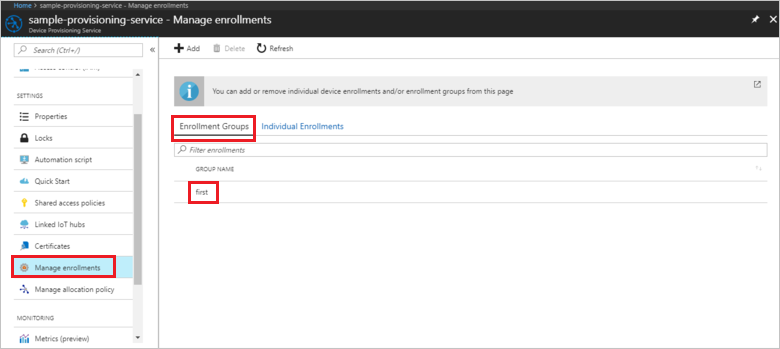 Home > sample-provisioning-service - Manage enrollments
sample-provisioning-service - Manage enrollments
Device Provisioning Service
Search (Ctrl+/)
SETTINGS
Properties
Locks
Automation script
Quick Start
Shared access policies
Linked IoT hubs
Certificates
Manage enrollments
Manage allocation policy
MONITORING
Metrics (preview)
Add Delete Refresh
You can add or remove individual device enrollments and/or enrollment groups from this page
Enrollment Groups Individual Enrollments
Filter enrollments
GROUP NAME
first